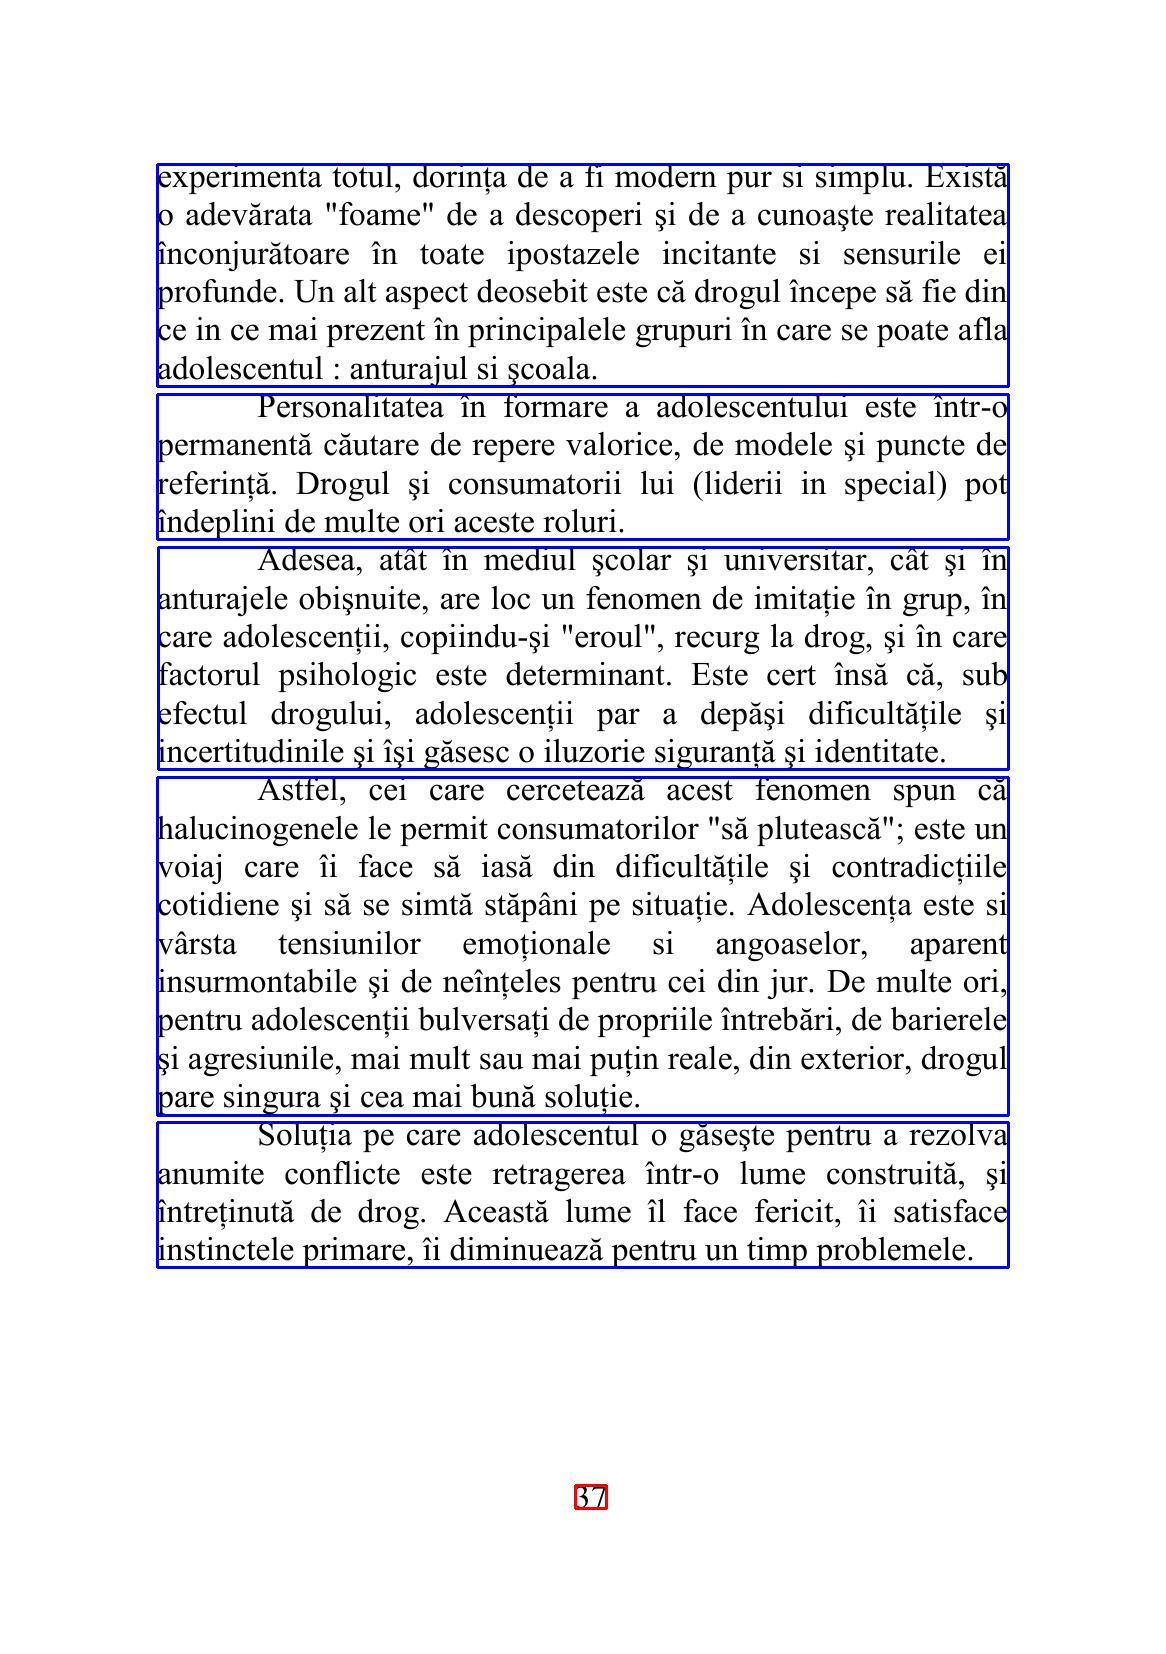 experimenta totul, dorința de a fi modern pur si simplu. Există
o adevărata "foame" de a descoperi şi de a cunoaşte realitatea
înconjurătoare în toate ipostazele incitante si sensurile ei
profunde. Un alt aspect deosebit este că drogul începe să fie din
ce in ce mai prezent în principalele grupuri în care se poate afla
adolescentul : anturajul si şcoala.
Personalitatea în formare a adolescentului este într-o
permanentă căutare de repere valorice, de modele şi puncte de
referință. Drogul şi consumatorii lui (liderii in special) pot
îndeplini de multe ori aceste roluri.
Adesea, atât în mediul şcolar şi universitar, cât şi în
anturajele obişnuite, are loc un fenomen de imitație în grup, în
care adolescenții, copiindu-şi "eroul", recurg la drog, şi în care
factorul psihologic este determinant. Este cert însă că, sub
efectul drogului, adolescenții par a depăşi dificultățile şi
incertitudinile şi îşi găsesc o iluzorie siguranță şi identitate.
Astfel, cei care cercetează acest fenomen spun că
halucinogenele le permit consumatorilor "să plutească"; este un
voiaj care îi face să iasă din dificultățile şi contradicțiile
cotidiene şi să se simtă stăpâni pe situație. Adolescența este si
vârsta tensiunilor emoționale si angoaselor, aparent
insurmontabile şi de neînțeles pentru cei din jur. De multe ori,
pentru adolescenții bulversați de propriile întrebări, de barierele
şi agresiunile, mai mult sau mai puțin reale, din exterior, drogul
pare singura şi cea mai bună soluție.
Soluția pe care adolescentul o găseşte pentru a rezolva
anumite conflicte este retragerea într-o lume construită, şi
întreținută de drog. Această lume îl face fericit, îi satisface
instinctele primare, îi diminuează pentru un timp problemele.
37